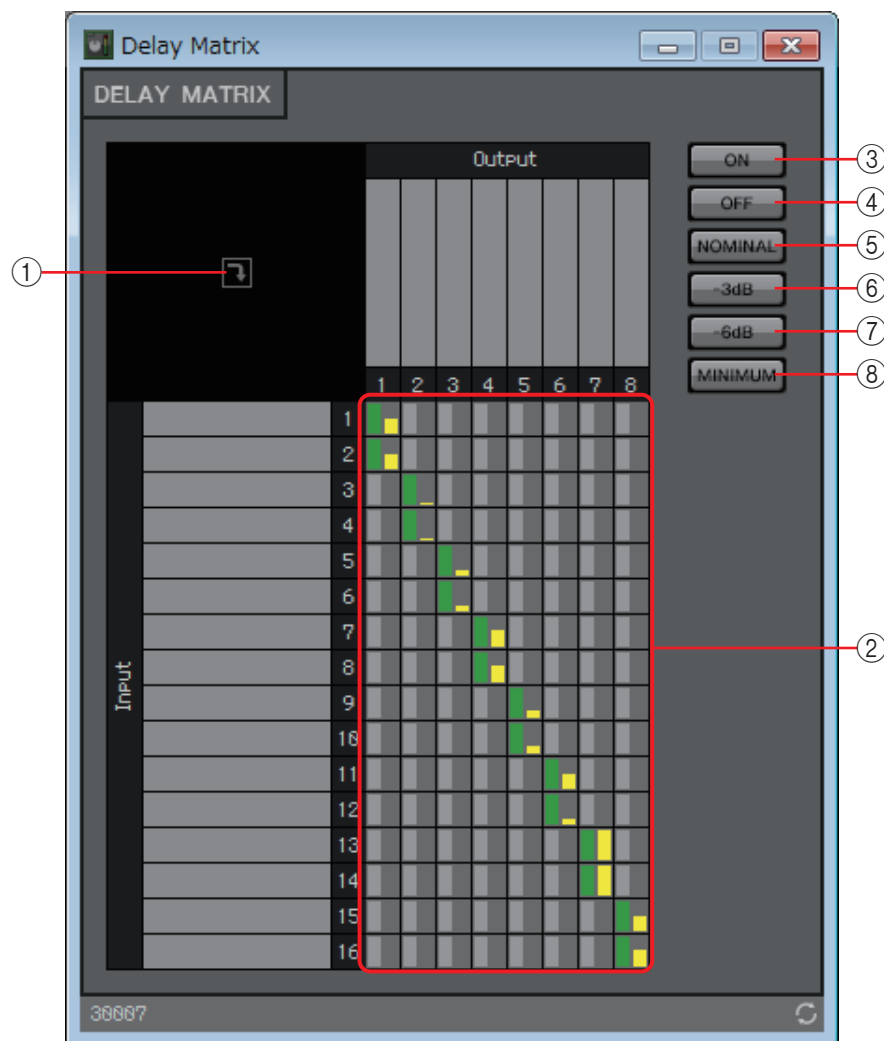 Delay Matrix
DELAY MATRIX
Output
ON ③
OFF ④
NOMINAL ⑤
① -3dB ⑥
-6dB ⑦
MINIMUM ⑧
1 2 3 4 5 6 7 8
1
2
3
4
5
6
7
8 ②
Input
9
10
11
12
13
14
15
16
30007